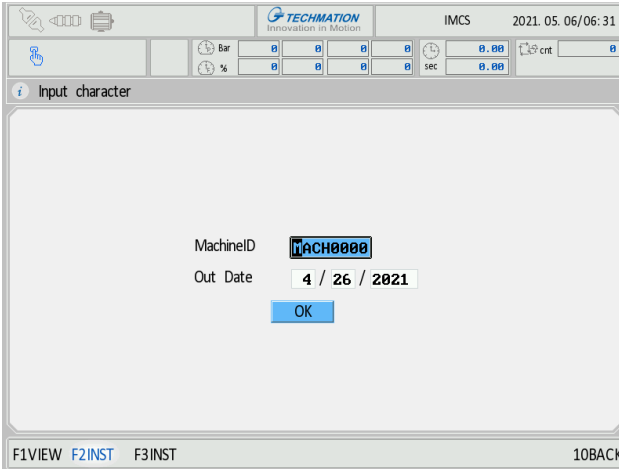 TECHMATION IMCS 2021. 05. 06/06: 31
Innovation in Motion
Bar 0 0 0 0 0.00 cnt 0
% 0 0 0 0 sec 0.00
i Input character
MachineID MACH0000
Out Date 4 / 26 / 2021
OK
F1VIEW F2INST F3INST 10BACK